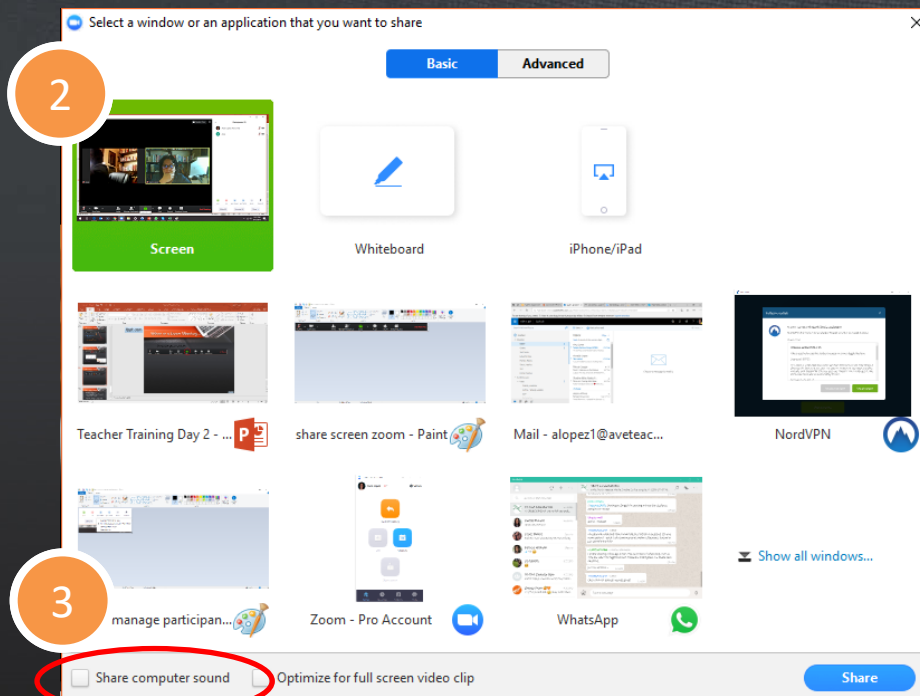 Select a window or an application that you want to share
Basic
Advanced
2
Screen
Whiteboard
iPhone/iPad
Teacher Training Day 2 - ...
share screen zoom - Paint
Mail - alopez1@aveteac...
NordVPN
3
manage participan...
Zoom - Pro Account
WhatsApp
Show all windows...
Share computer sound
Optimize for full screen video clip
Share